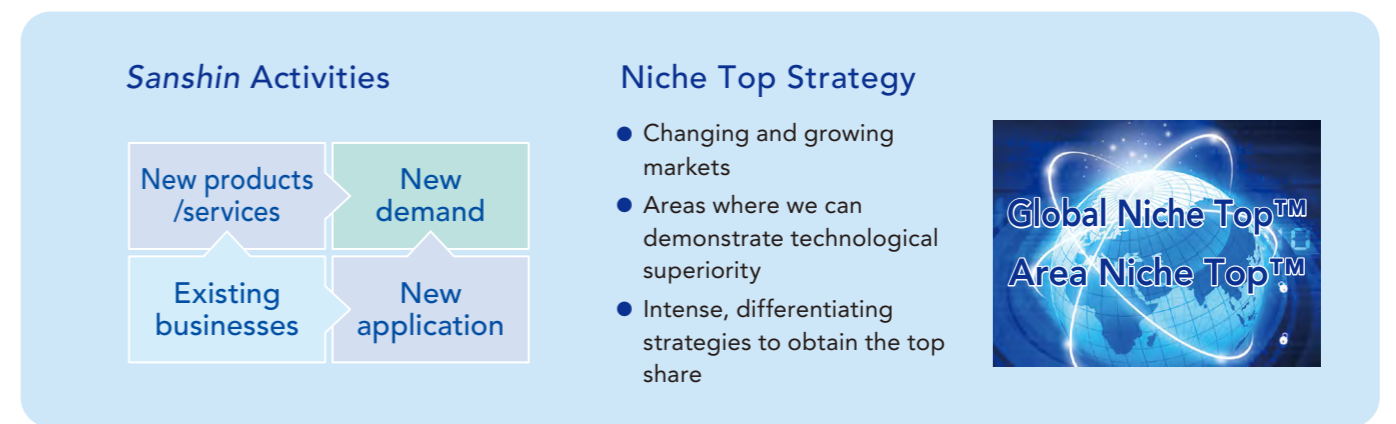 Sanshin Activities
New products
/services
New
demand
Existing
businesses
New
application
Niche Top Strategy
● Changing and growing
markets
● Areas where we can
demonstrate technological
superiority
● Intense, differentiating
strategies to obtain the top
share
Global Niche Top™
Area Niche Top™